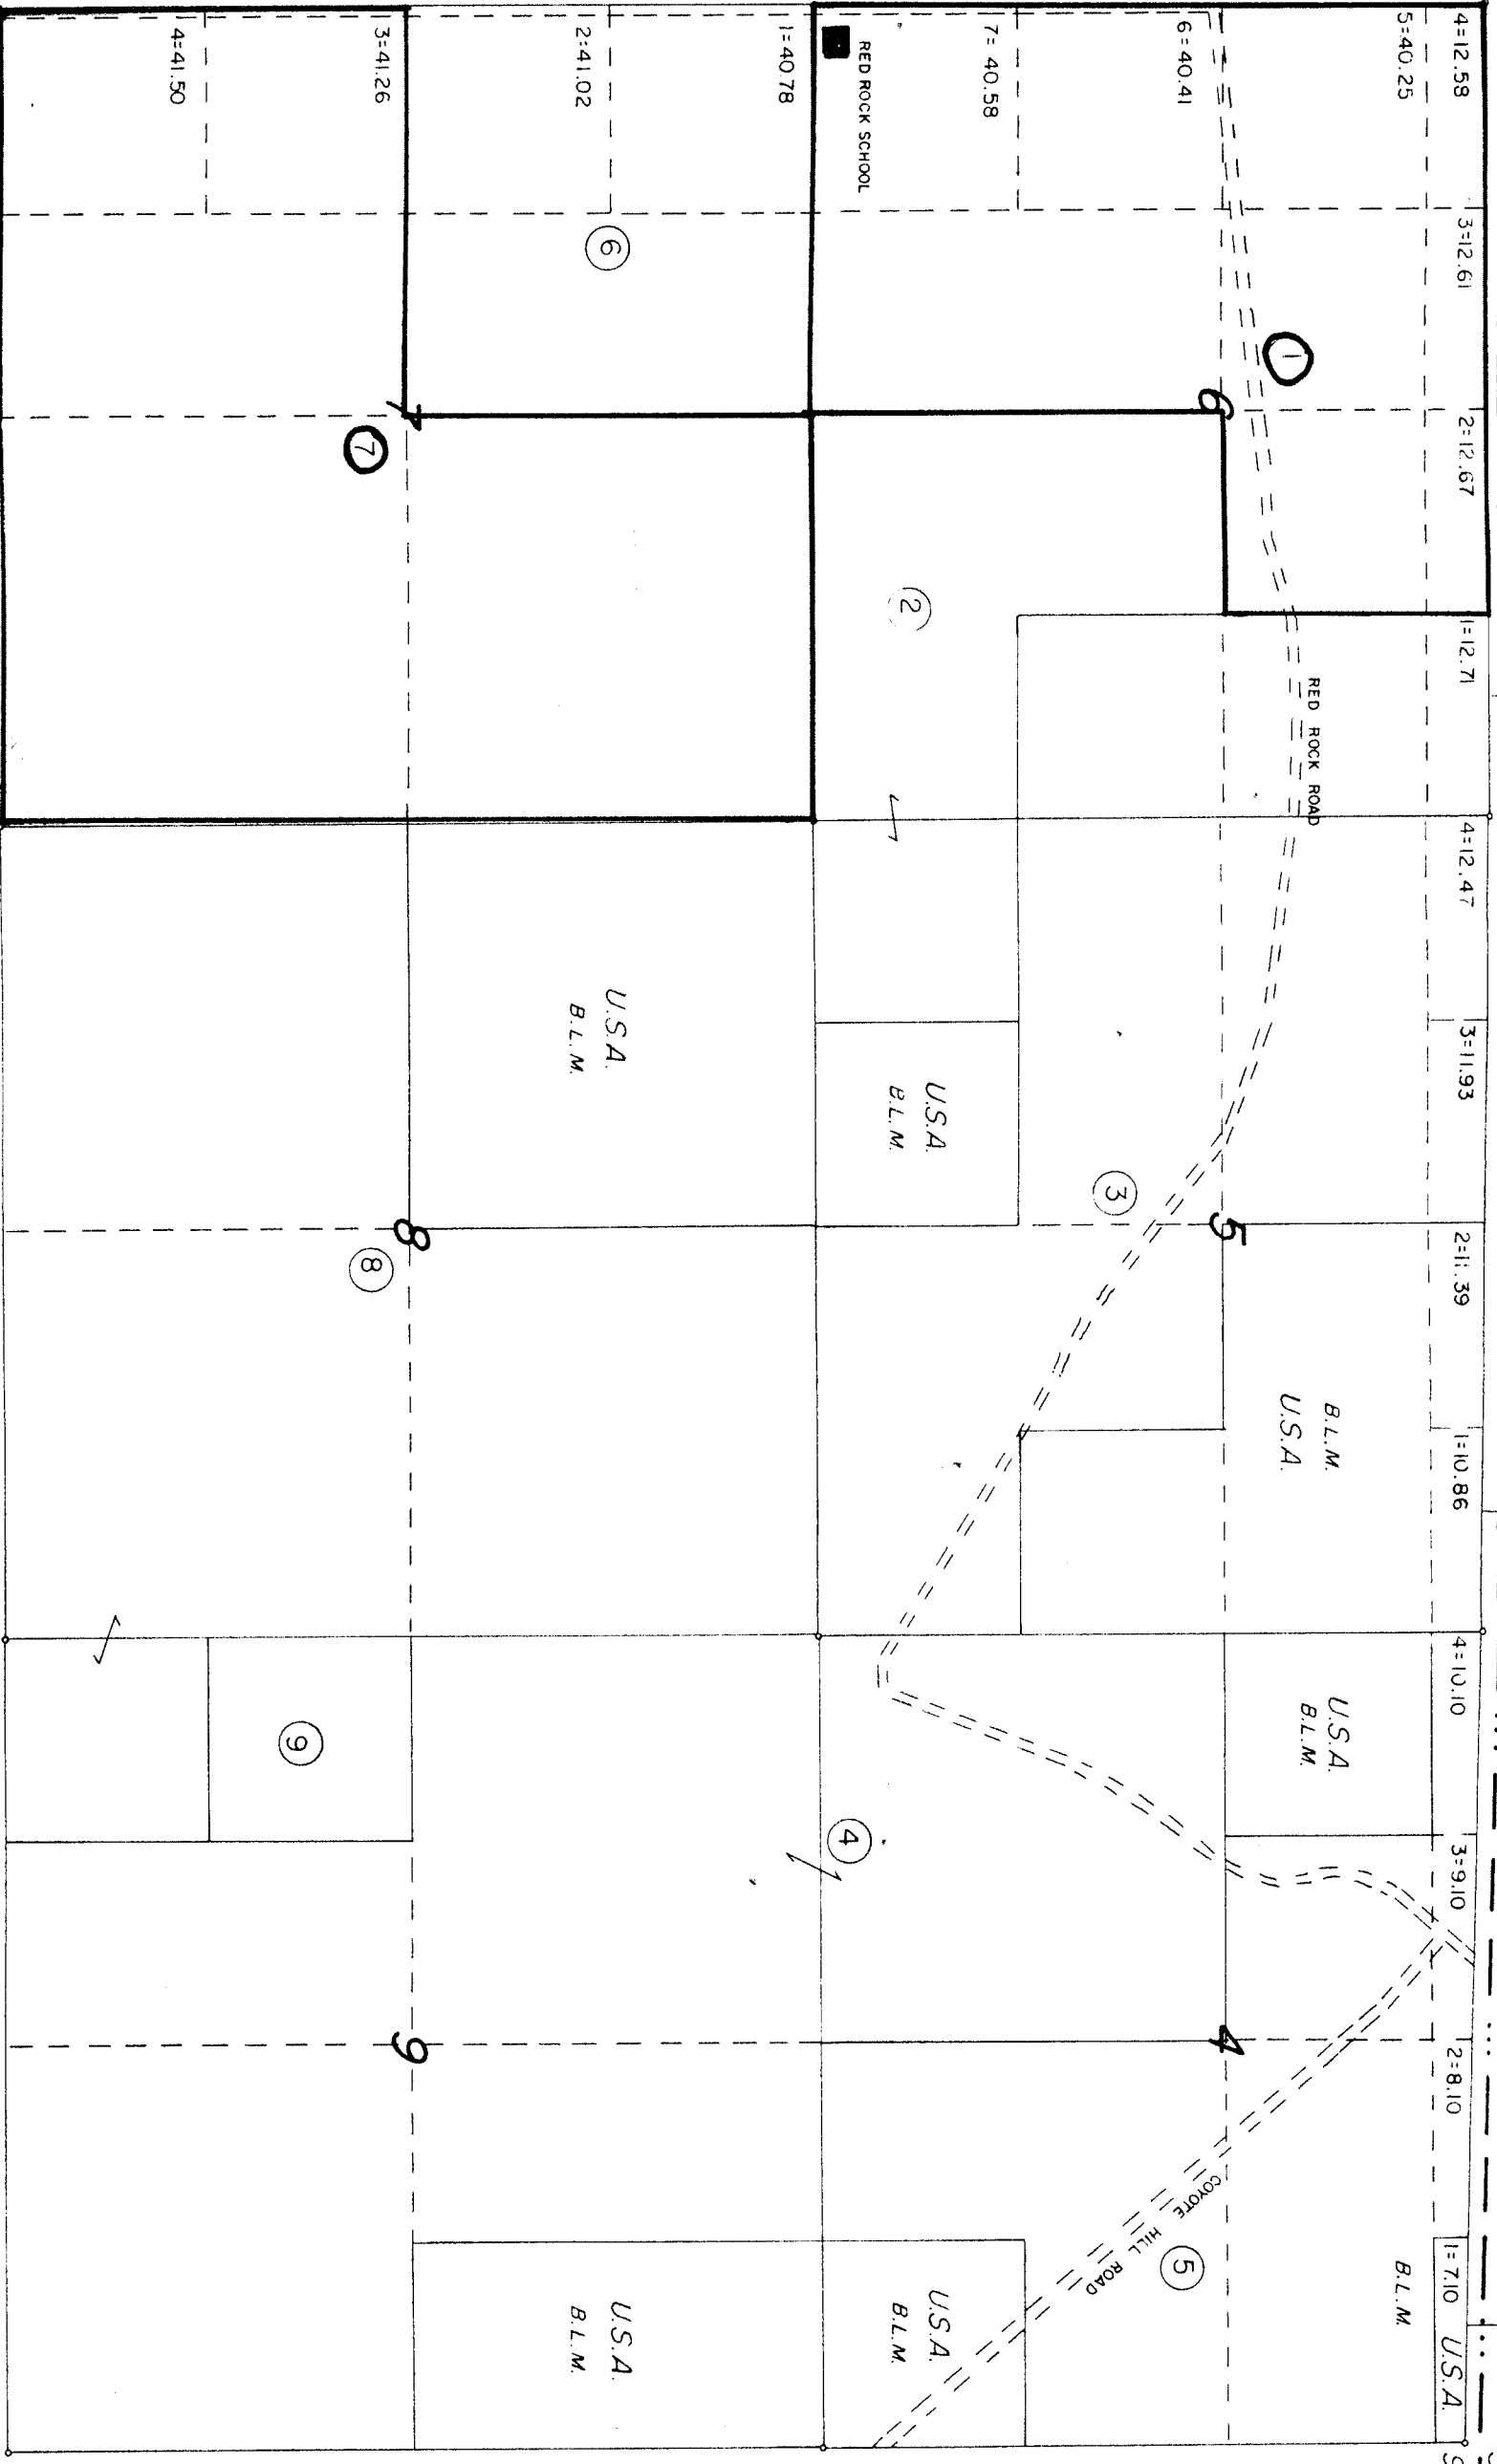 4=12.58
3=12.61
2=12.67
1=12.71
4=12.47
3=11.93
2=11.39
1=10.86
4=10.10
3=9.10
2=8.10
1=7.10 U.S.A.
B.L.M.
5=40.25
①
RED ROCK ROAD
B.L.M.
U.S.A.
U.S.A.
B.L.M.
6=40.41
6
5
4
COYOTE HILL ROAD
⑤
③
7=40.58
RED ROCK SCHOOL
②
U.S.A.
B.L.M.
④
U.S.A.
B.L.M.
1=40.78
2=41.02
⑥
U.S.A.
B.L.M.
U.S.A.
B.L.M.
3=41.26
7
8
9
⑦
⑧
⑨
4=41.50